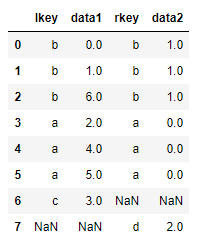 lkey data1 rkey data2
0 b 0.0 b 1.0
1 b 1.0 b 1.0
2 b 6.0 b 1.0
3 a 2.0 a 0.0
4 a 4.0 a 0.0
5 a 5.0 a 0.0
6 c 3.0 NaN NaN
7 NaN NaN d 2.0